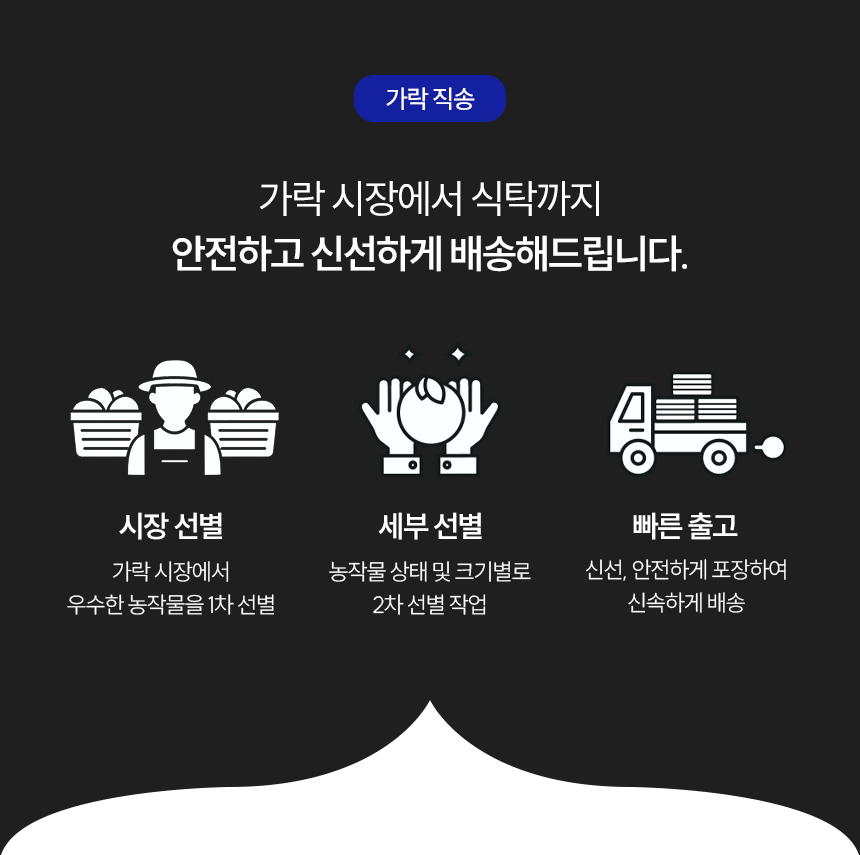 가락 직송
가락 시장에서 식탁까지
안전하고 신선하게 배송해드립니다.
시장 선별
가락 시장에서
우수한 농작물을 1차 선별
세부 선별
농작물 상태 및 크기별로
2차 선별 작업
빠른 출고
신선, 안전하게 포장하여
신속하게 배송